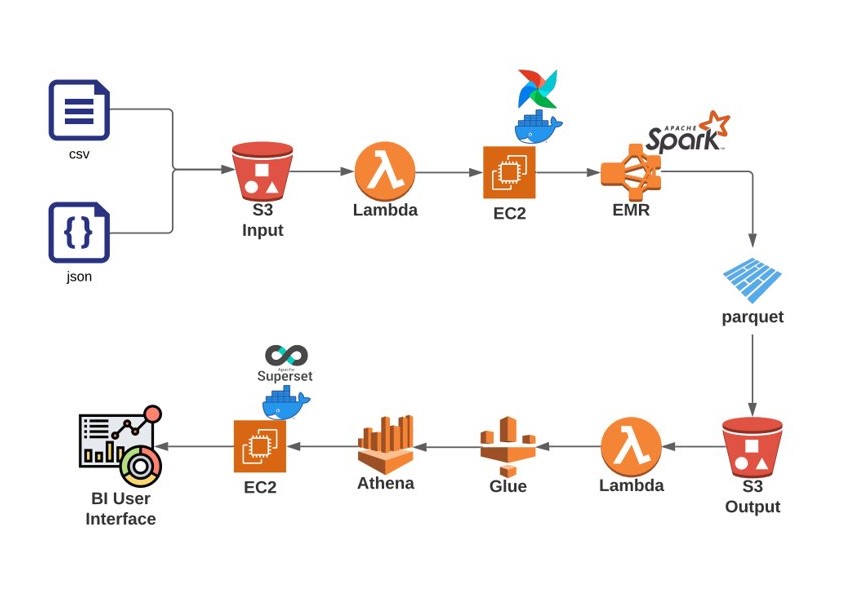 csv
json
S3
Input
Lambda
EC2
APACHE
Spark
EMR
parquet
S3
Output
Lambda
Glue
Athena
Apache
Superset
EC2
BI User
Interface